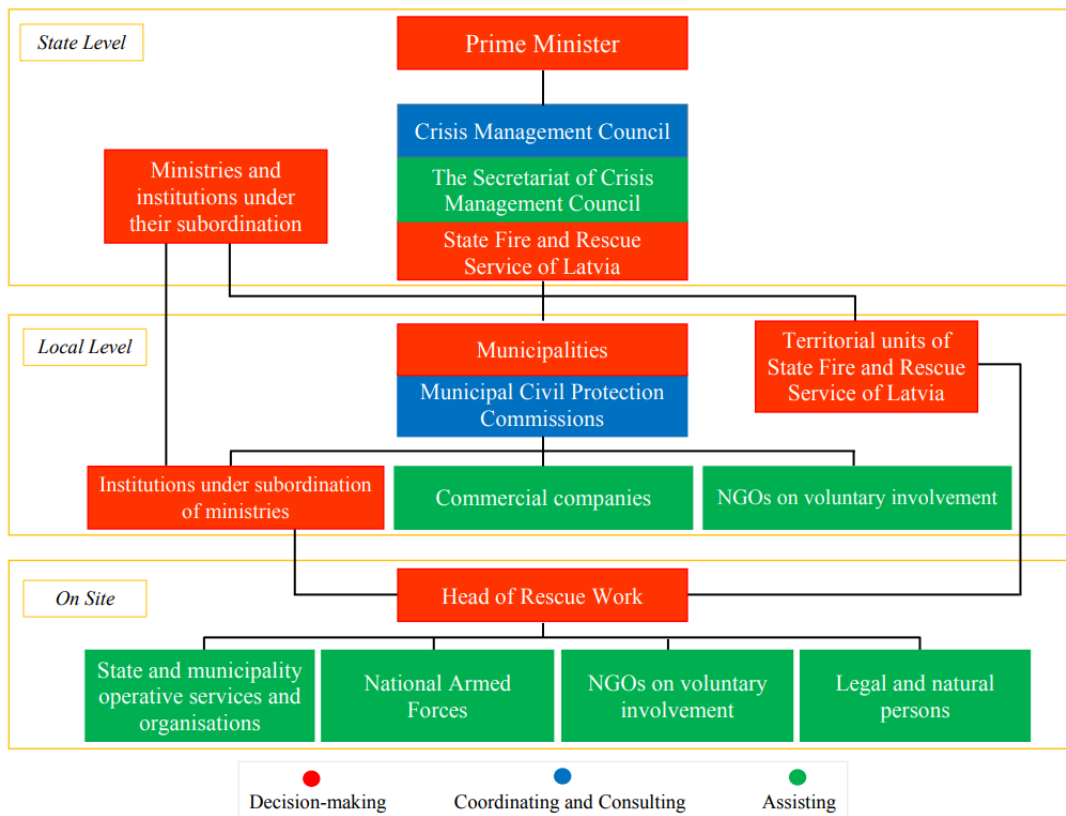 State Level
Prime Minister
Crisis Management Council
The Secretariat of Crisis
Management Council
State Fire and Rescue
Service of Latvia
Ministries and
institutions under
their subordination
Local Level
Municipalities
Municipal Civil Protection
Commissions
Territorial units of
State Fire and Rescue
Service of Latvia
Institutions under subordination
of ministries
Commercial companies
NGOs on voluntary involvement
On Site
Head of Rescue Work
State and municipality
operative services and
organisations
National Armed
Forces
NGOs on voluntary
involvement
Legal and natural
persons
Decision-making
Coordinating and Consulting
Assisting